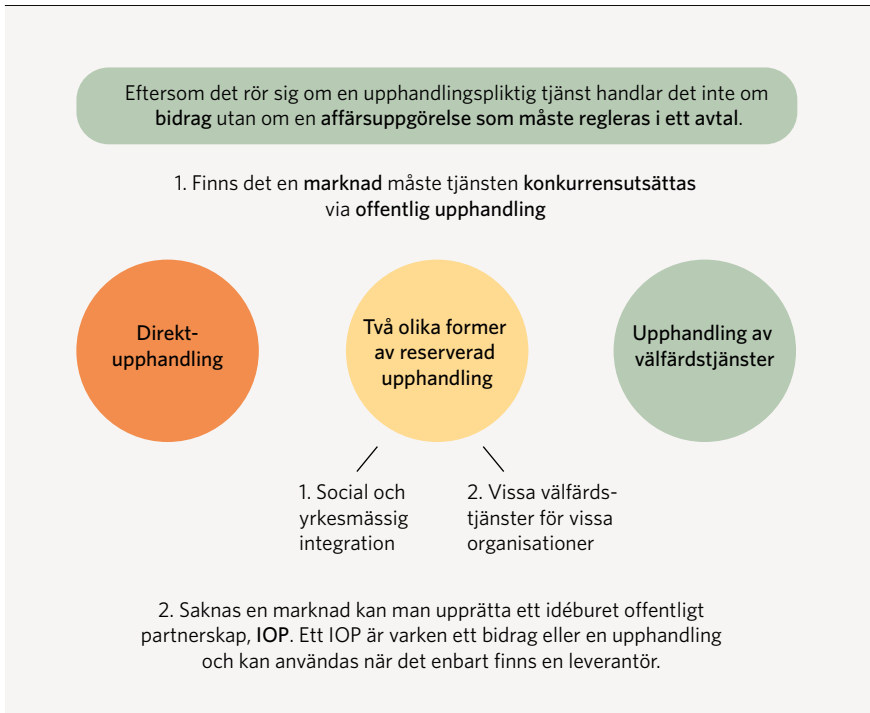 Eftersom det rör sig om en upphandlingspliktig tjänst handlar det inte om
bidrag utan om en affärsuppgörelse som måste regleras i ett avtal.
1. Finns det en marknad måste tjänsten konkurrensutsättas
via offentlig upphandling
Direkt-
upphandling
Två olika former
av reserverad
upphandling
Upphandling av
välfärdstjänster
1. Social och
yrkesmässig
integration
2. Vissa välfärds-
tjänster för vissa
organisationer
2. Saknas en marknad kan man upprätta ett idéburet offentligt
partnerskap, IOP. Ett IOP är varken ett bidrag eller en upphandling
och kan användas när det enbart finns en leverantör.